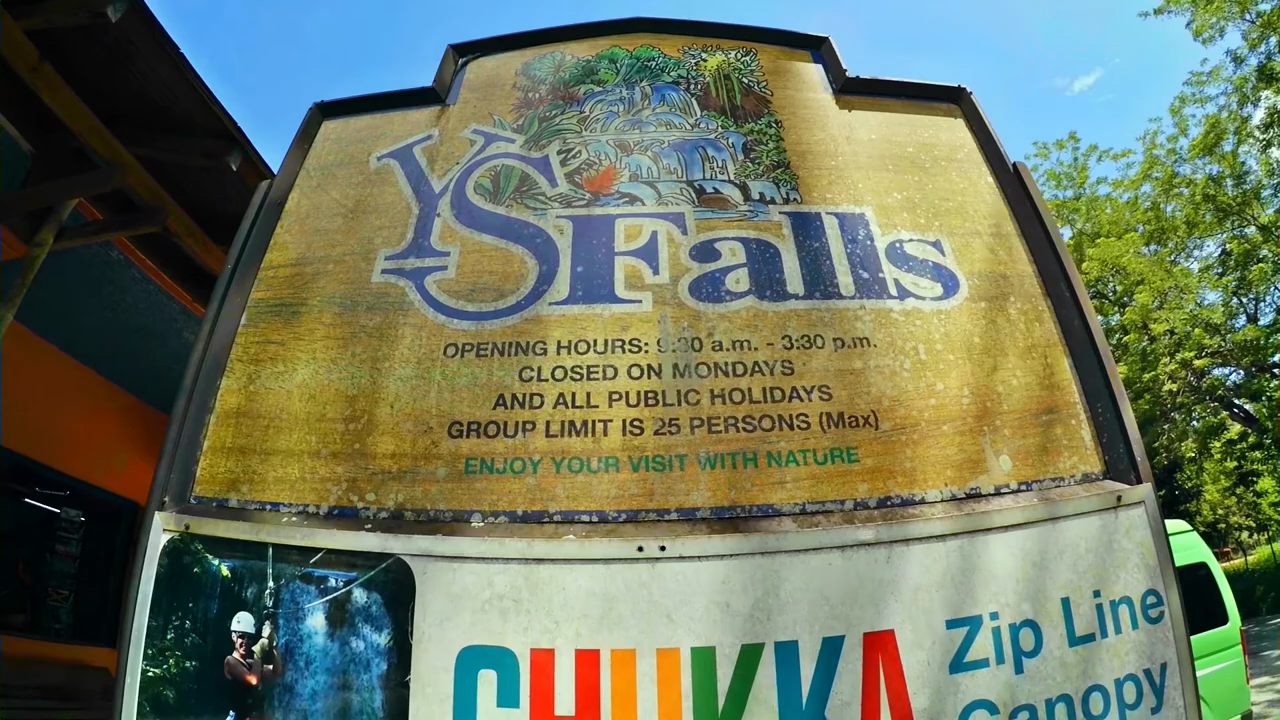 YS Falls
OPENING HOURS: 9:30 a.m. - 3:30 p.m.
CLOSED ON MONDAYS
AND ALL PUBLIC HOLIDAYS
GROUP LIMIT IS 25 PERSONS (Max)
ENJOY YOUR VISIT WITH NATURE
CHUKKA
Zip Line
Canopy